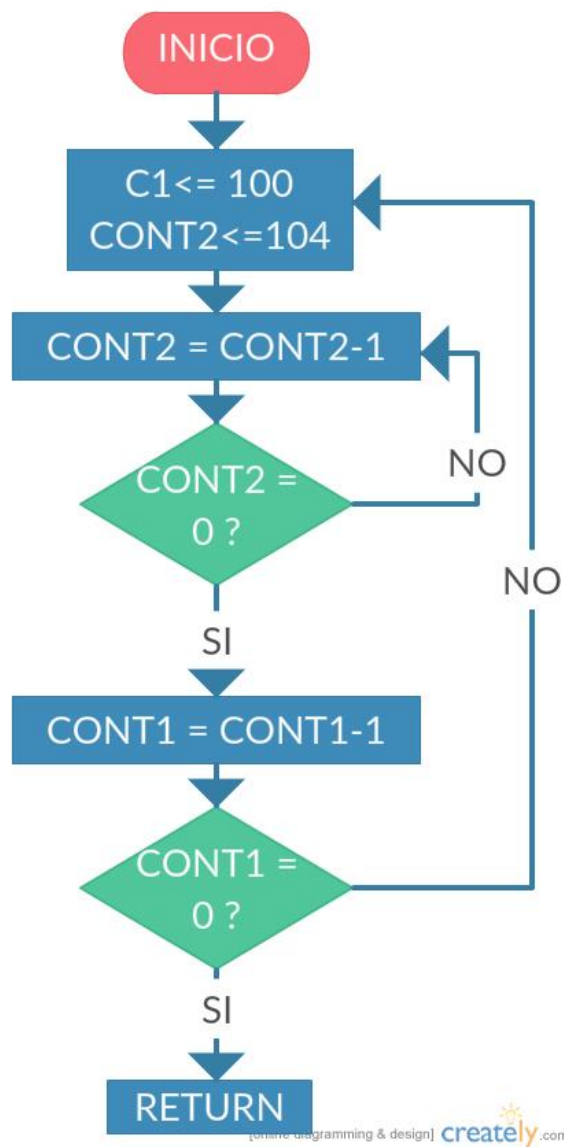 INICIO
C1<= 100
CONT2<=104
CONT2 = CONT2-1
CONT2 =
0 ?
NO
NO
SI
CONT1 = CONT1-1
CONT1 =
0 ?
SI
RETURN
[online diagramming & design] creately.com